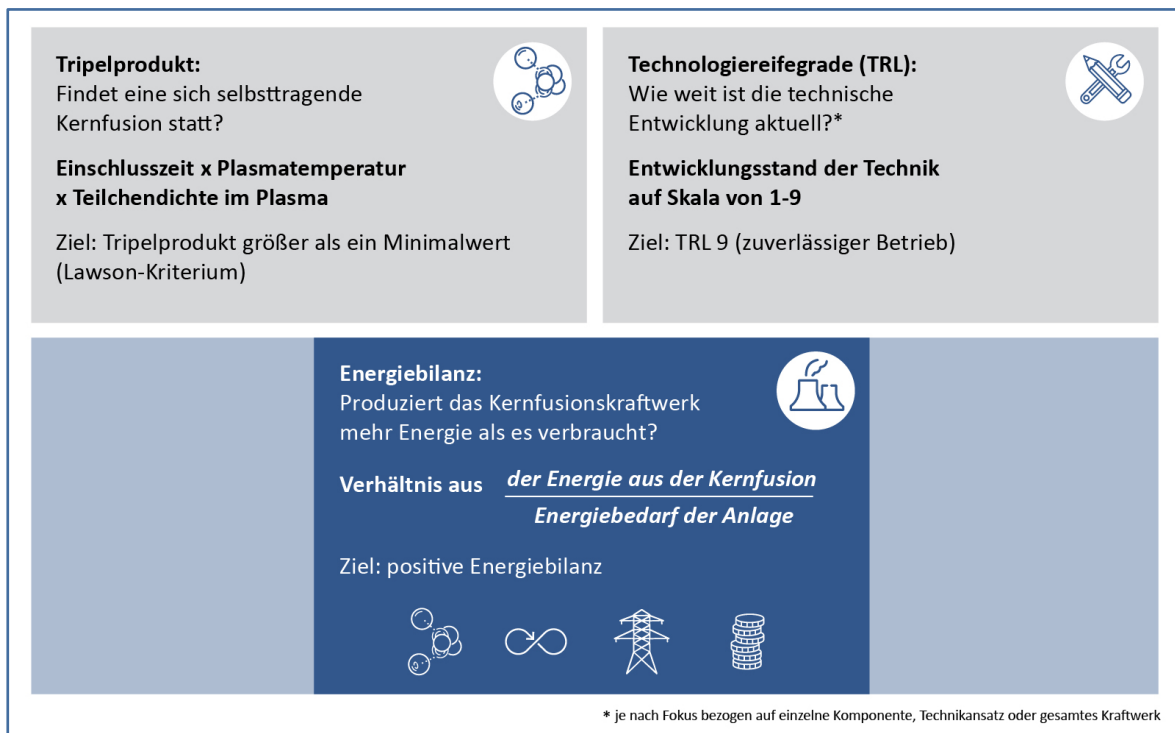 Tripelprodukt:
Findet eine sich selbsttragende
Kernfusion statt?
Einschlusszeit x Plasmatemperatur
x Teilchendichte im Plasma
Ziel: Tripelprodukt größer als ein Minimalwert
(Lawson-Kriterium)
Technologiereifegrade (TRL):
Wie weit ist die technische
Entwicklung aktuell?*
Entwicklungsstand der Technik
auf Skala von 1-9
Ziel: TRL 9 (zuverlässiger Betrieb)
Energiebilanz:
Produziert das Kernfusionskraftwerk
mehr Energie als es verbraucht?
Verhältnis aus der Energie aus der Kernfusion
Energiebedarf der Anlage
Ziel: positive Energiebilanz
* je nach Fokus bezogen auf einzelne Komponente, Technikansatz oder gesamtes Kraftwerk